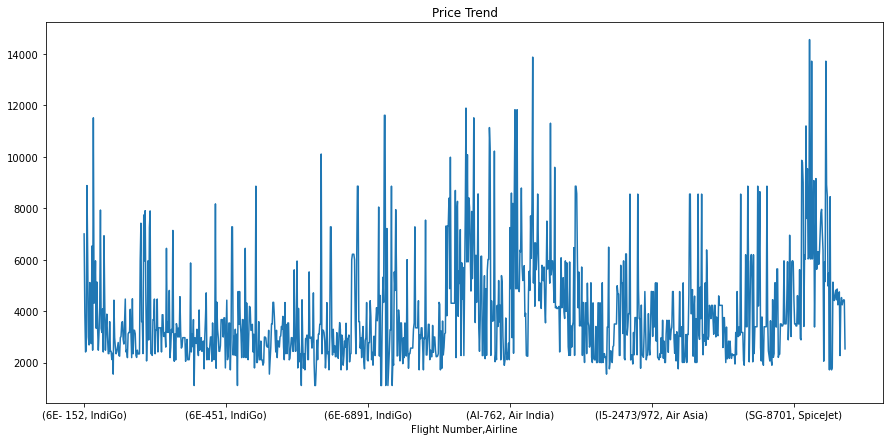 Price Trend
14000
12000
10000
8000
6000
4000
2000
(6E- 152, IndiGo) (6E-451, IndiGo) (6E-6891, IndiGo) (AI-762, Air India) (I5-2473/972, Air Asia) (SG-8701, SpiceJet)
Flight Number,Airline